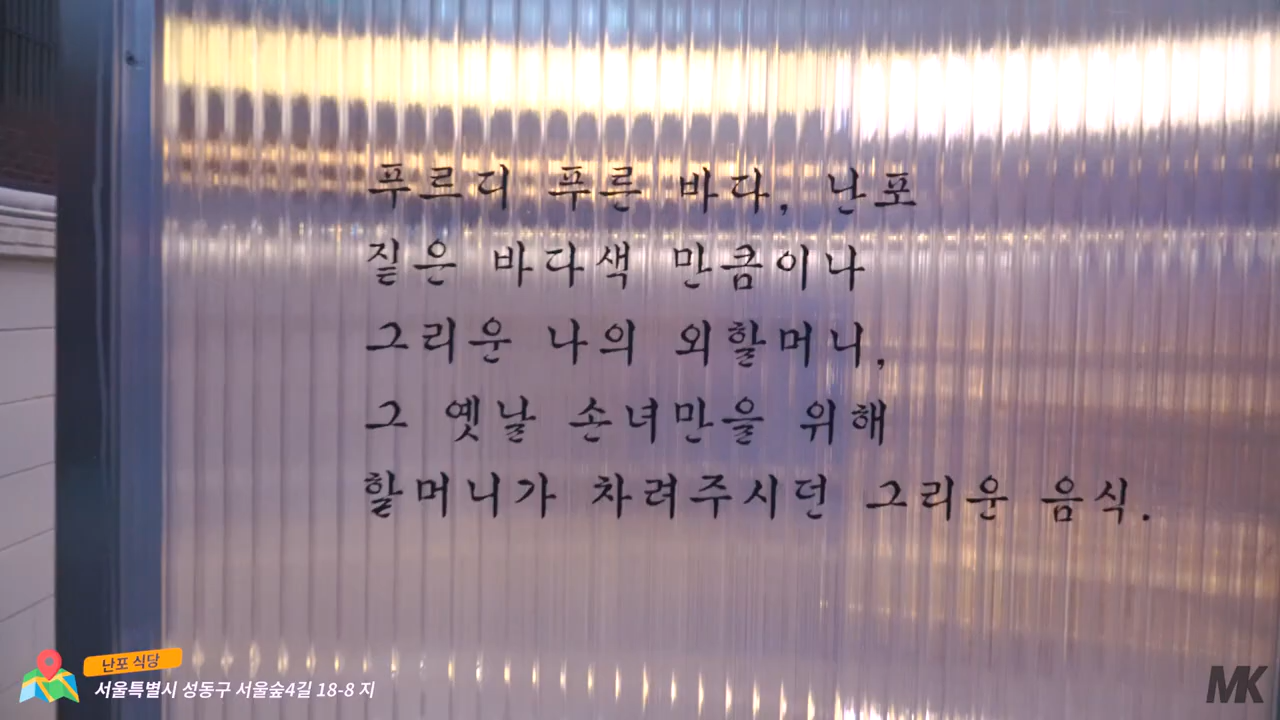 푸르디 푸른 바다, 난포
짙은 바다색 만큼이나
그리운 나의 외할머니,
그 옛날 손녀만을 위해
할머니가 차려주시던 그리운 음식.
난포 식당
서울특별시 성동구 서울숲4길 18-8 지
MK